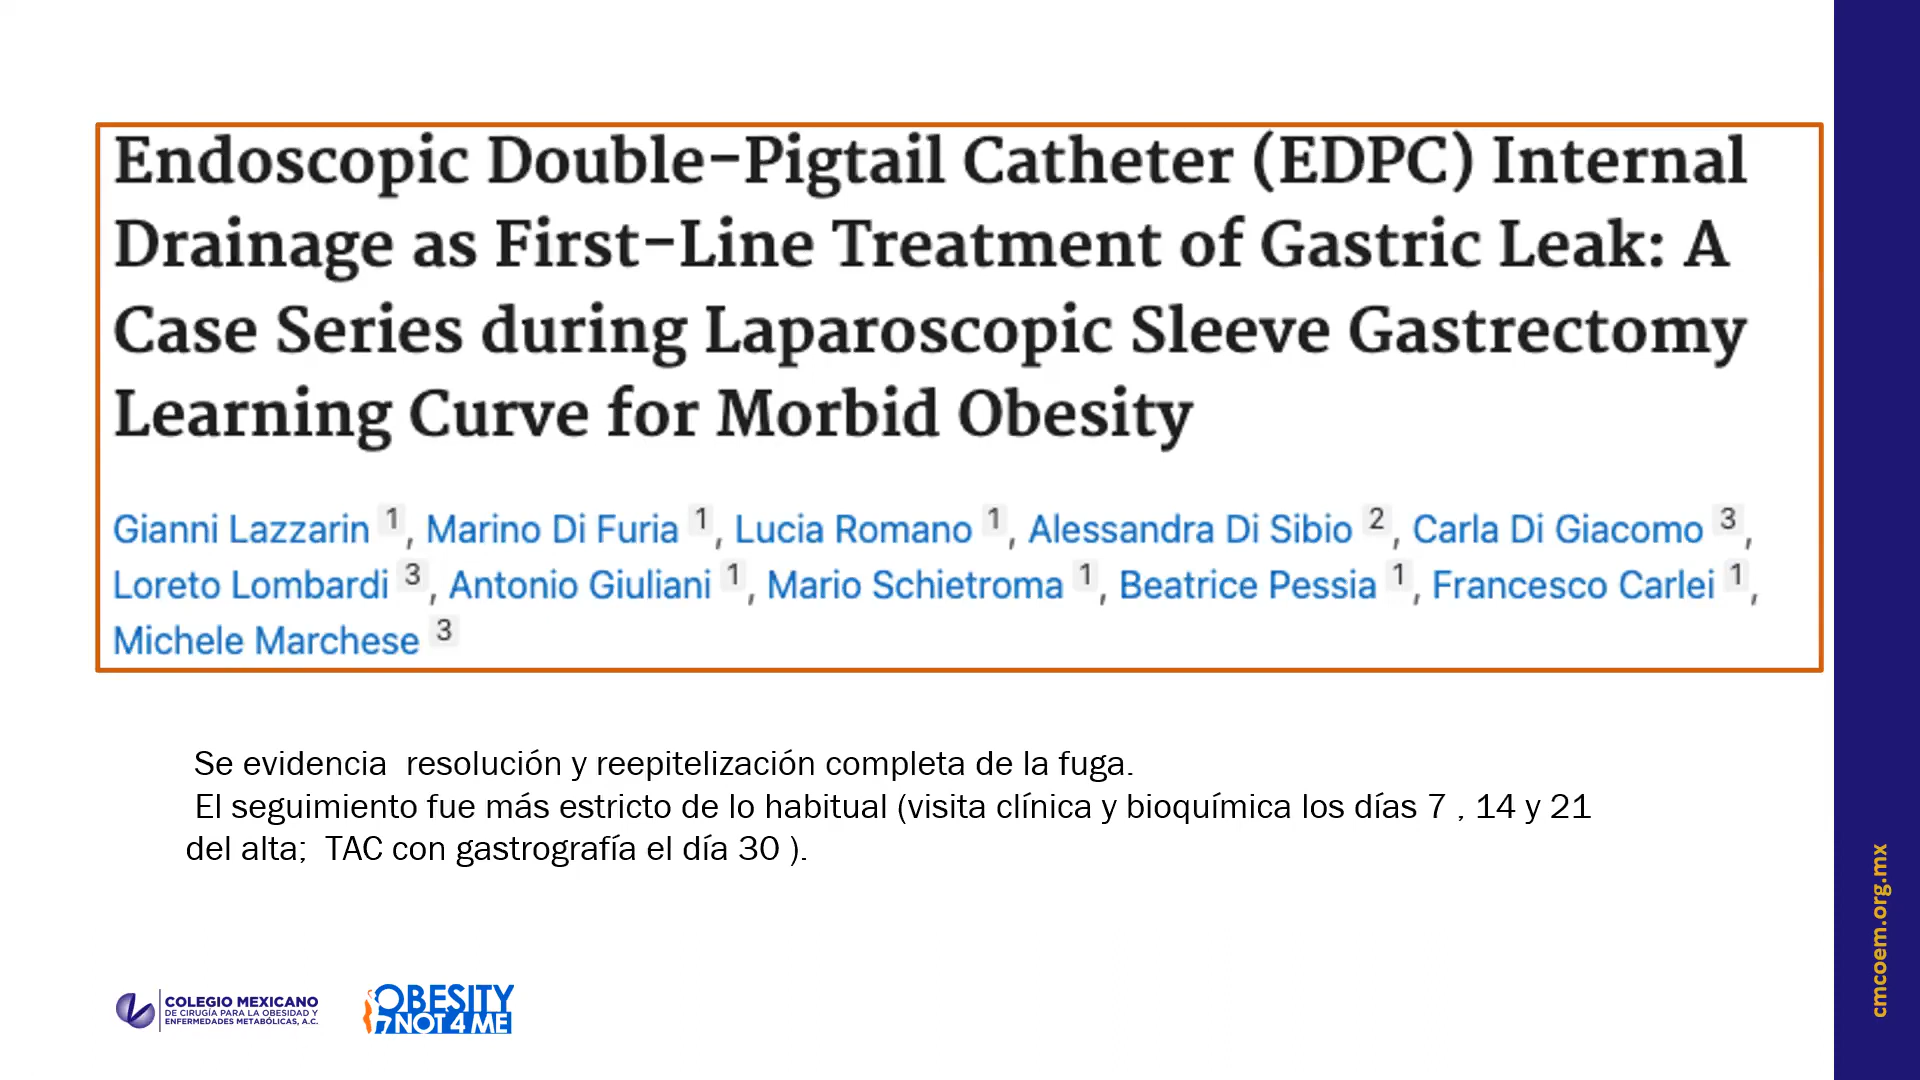 Endoscopic Double-Pigtail Catheter (EDPC) Internal
Drainage as First-Line Treatment of Gastric Leak: A
Case Series during Laparoscopic Sleeve Gastrectomy
Learning Curve for Morbid Obesity
Gianni Lazzarin 1, Marino Di Furia 1, Lucia Romano 1, Alessandra Di Sibio 2, Carla Di Giacomo 3,
Loreto Lombardi 3, Antonio Giuliani 1, Mario Schietroma 1, Beatrice Pessia 1, Francesco Carlei 1,
Michele Marchese 3
Se evidencia resolución y reepitelización completa de la fuga.
El seguimiento fue más estricto de lo habitual (visita clínica y bioquímica los días 7 , 14 y 21
del alta; TAC con gastrografía el día 30 ).
COLEGIO MEXICANO
DE CIRUGÍA PARA LA OBESIDAD Y
ENFERMEDADES METABÓLICAS, A.C.
OBESITY
NOT 4 ME
cmcoem.org.mx